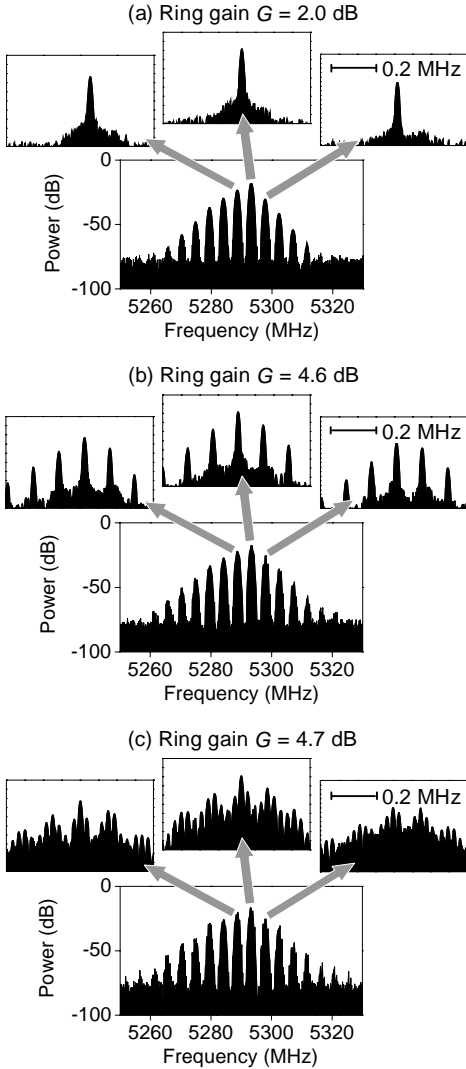 (a) Ring gain G = 2.0 dB
0.2 MHz
0
-50
-100
Power (dB)
5260 5280 5300 5320
Frequency (MHz)
(b) Ring gain G = 4.6 dB
0.2 MHz
0
-50
-100
Power (dB)
5260 5280 5300 5320
Frequency (MHz)
(c) Ring gain G = 4.7 dB
0.2 MHz
0
-50
-100
Power (dB)
5260 5280 5300 5320
Frequency (MHz)